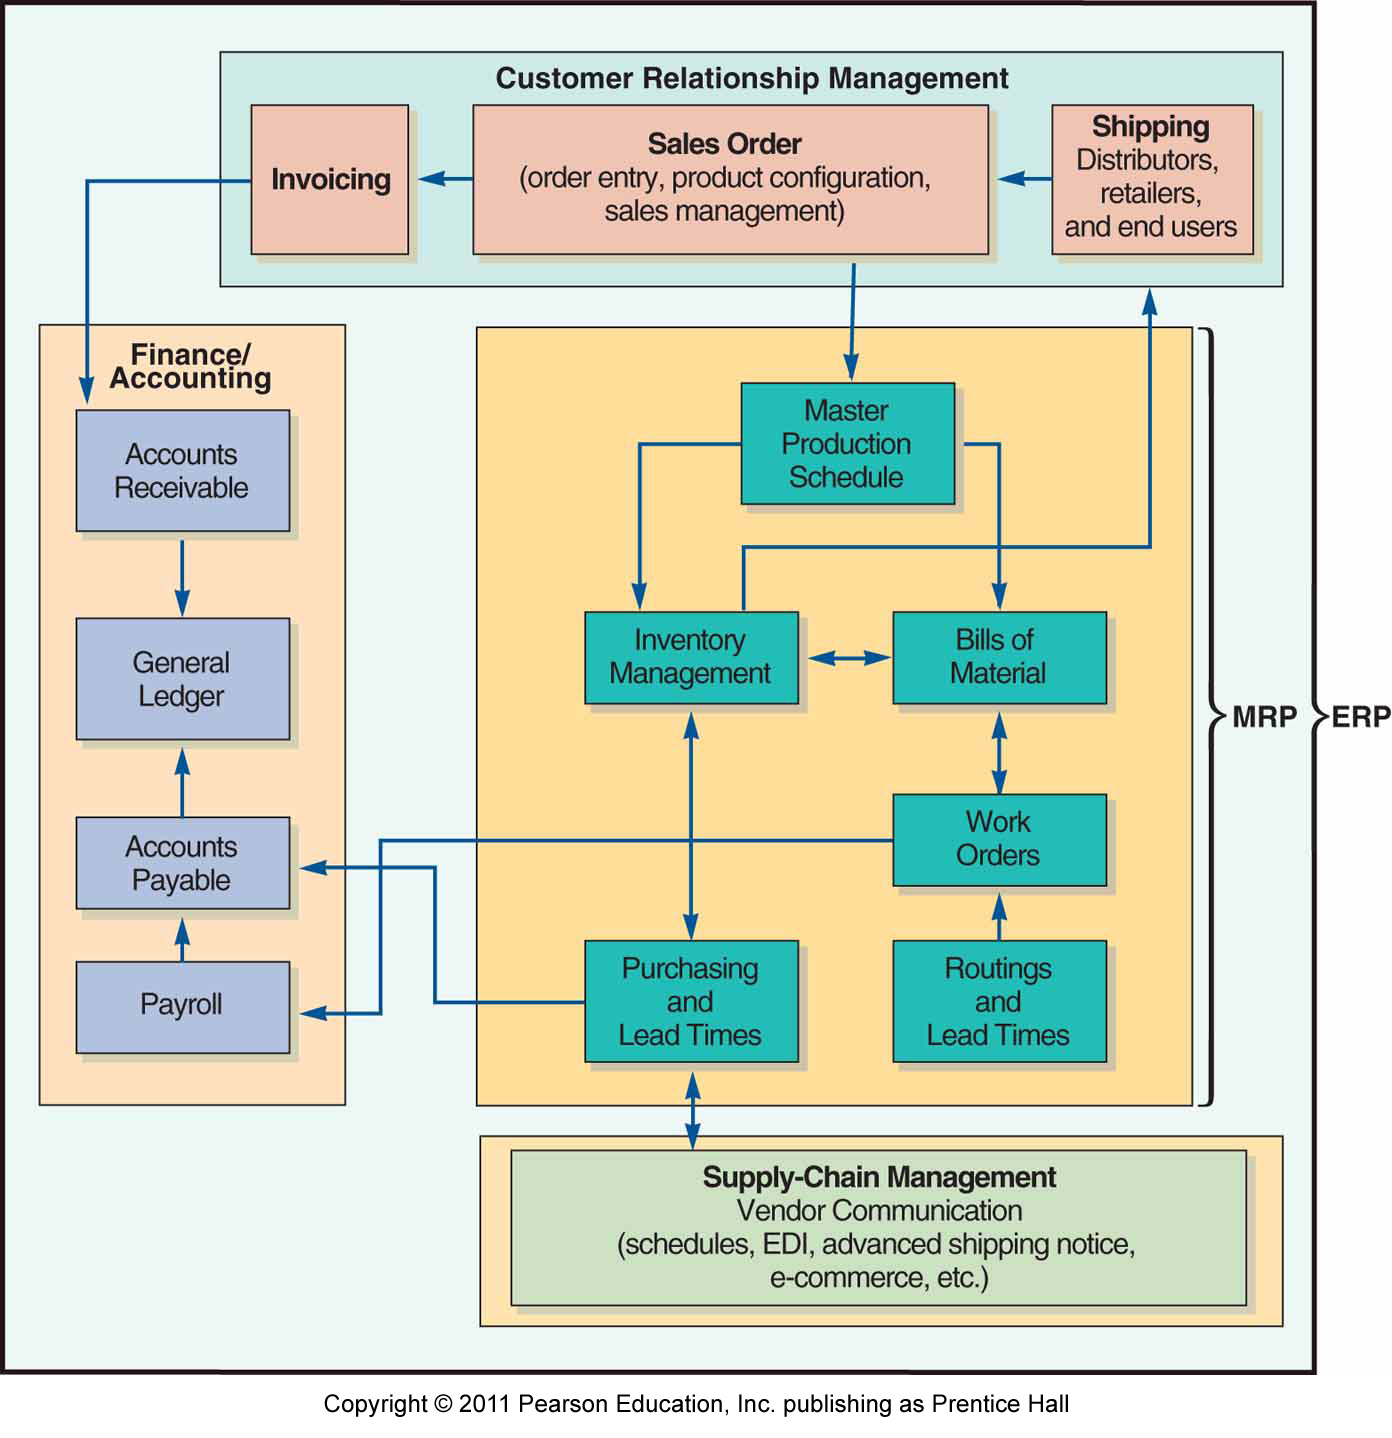 Customer Relationship Management
Invoicing
Sales Order
(order entry, product configuration,
sales management)
Shipping
Distributors,
retailers,
and end users
Finance/
Accounting
Accounts
Receivable
General
Ledger
Accounts
Payable
Payroll
Master
Production
Schedule
Inventory
Management
Bills of
Material
Work
Orders
Purchasing
and
Lead Times
Routings
and
Lead Times
MRP
ERP
Supply-Chain Management
Vendor Communication
(schedules, EDI, advanced shipping notice,
e-commerce, etc.)
Copyright © 2011 Pearson Education, Inc. publishing as Prentice Hall